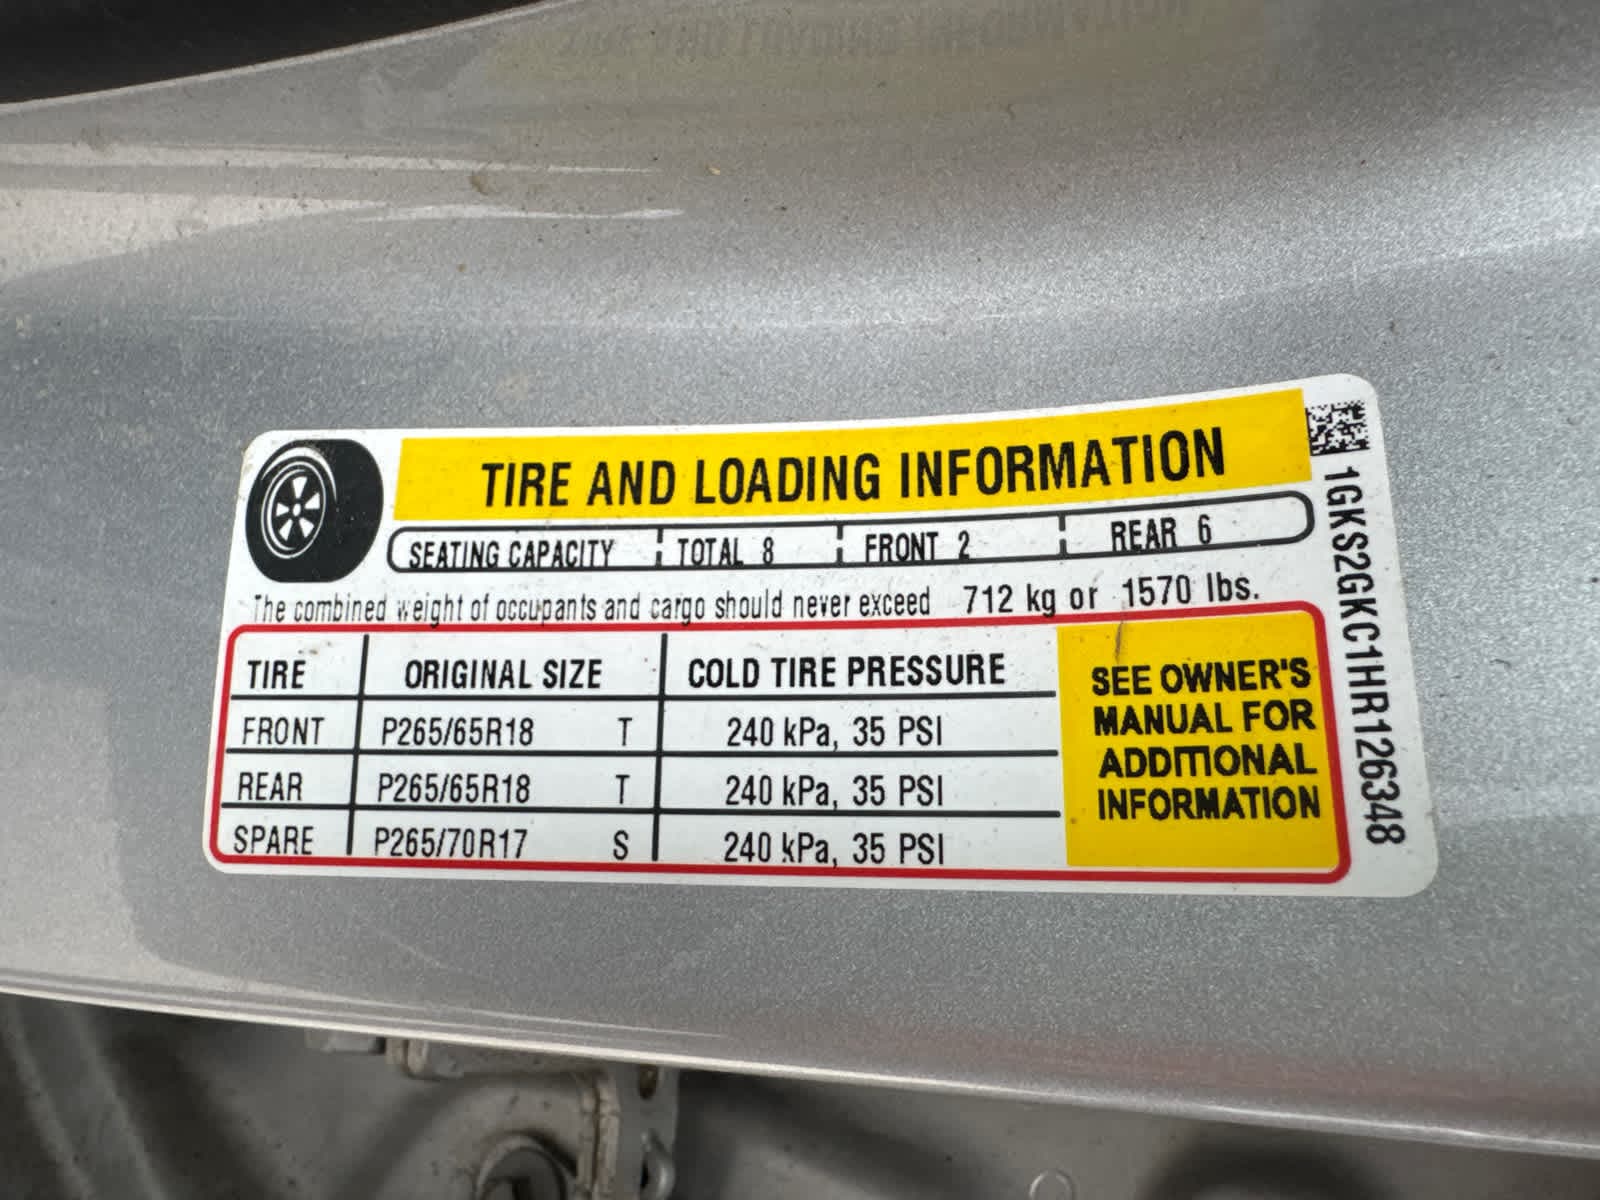 TIRE AND LOADING INFORMATION
SEATING CAPACITY TOTAL 8 FRONT 2 REAR 6
The combined weight of occupants and cargo should never exceed 712 kg or 1570 lbs.
TIRE ORIGINAL SIZE COLD TIRE PRESSURE
FRONT P265/65R18 T 240 kPa, 35 PSI
REAR P265/65R18 T 240 kPa, 35 PSI
SPARE P265/70R17 S 240 kPa, 35 PSI
SEE OWNER'S
MANUAL FOR
ADDITIONAL
INFORMATION
1GKS2GKC1HR126348